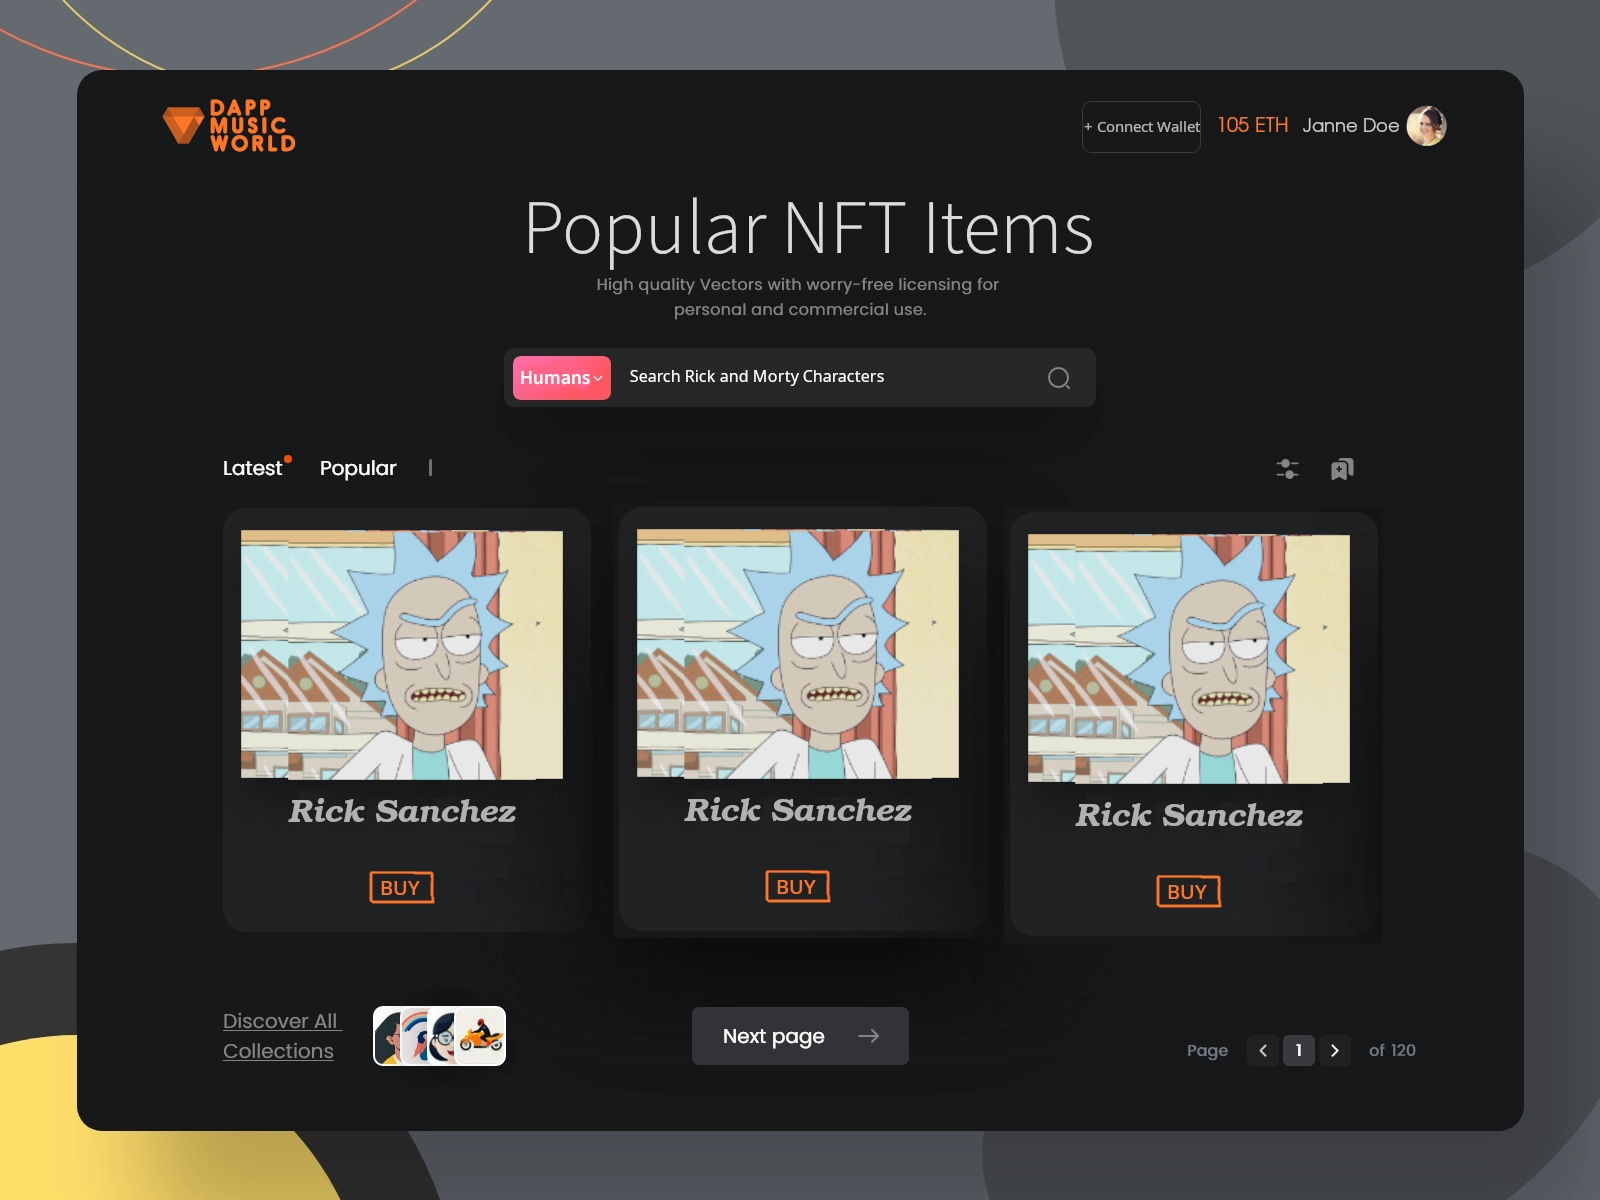 DAPP
MUSIC
WORLD
+ Connect Wallet
105 ETH
Janne Doe
Popular NFT Items
High quality Vectors with worry-free licensing for
personal and commercial use.
Humans
Search Rick and Morty Characters
Latest
Popular
Rick Sanchez
BUY
Rick Sanchez
BUY
Rick Sanchez
BUY
Discover All
Collections
Next page
Page
1
of 120